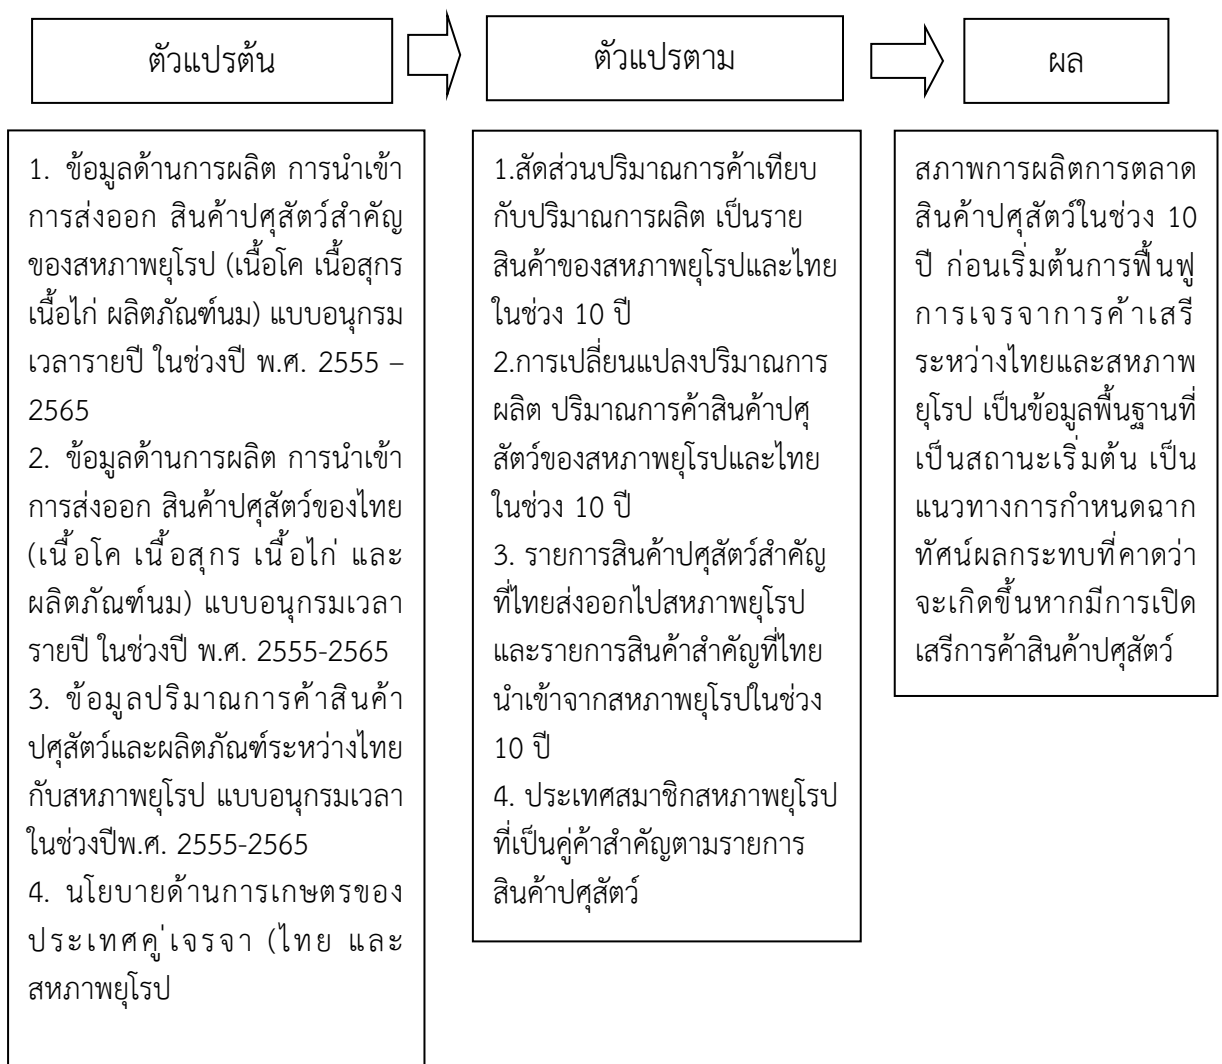 ตัวแปรต้น
ตัวแปรตาม
ผล
1. ข้อมูลด้านการผลิต การนำเข้า
การส่งออก สินค้าปศุสัตว์สำคัญ
ของสหภาพยุโรป (เนื้อโค เนื้อสุกร
เนื้อไก่ ผลิตภัณฑ์นม) แบบอนุกรม
เวลารายปี ในช่วงปี พ.ศ. 2555 –
2565
2. ข้อมูลด้านการผลิต การนำเข้า
การส่งออก สินค้าปศุสัตว์ของไทย
(เนื้อโค เนื้อสุกร เนื้อไก่ และ
ผลิตภัณฑ์นม) แบบอนุกรมเวลา
รายปี ในช่วงปี พ.ศ. 2555-2565
3. ข้อมูลปริมาณการค้าสินค้า
ปศุสัตว์และผลิตภัณฑ์ระหว่างไทย
กับสหภาพยุโรป แบบอนุกรมเวลา
ในช่วงปีพ.ศ. 2555-2565
4. นโยบายด้านการเกษตรของ
ประเทศคู่เจรจา (ไทย และ
สหภาพยุโรป
1.สัดส่วนปริมาณการค้าเทียบ
กับปริมาณการผลิต เป็นราย
สินค้าของสหภาพยุโรปและไทย
ในช่วง 10 ปี
2.การเปลี่ยนแปลงปริมาณการ
ผลิต ปริมาณการค้าสินค้าปศุ
สัตว์ของสหภาพยุโรปและไทย
ในช่วง 10 ปี
3. รายการสินค้าปศุสัตว์สำคัญ
ที่ไทยส่งออกไปสหภาพยุโรป
และรายการสินค้าสำคัญที่ไทย
นำเข้าจากสหภาพยุโรปในช่วง
10 ปี
4. ประเทศสมาชิกสหภาพยุโรป
ที่เป็นคู่ค้าสำคัญตามรายการ
สินค้าปศุสัตว์
สภาพการผลิตการตลาด
สินค้าปศุสัตว์ในช่วง 10
ปี ก่อนเริ่มต้นการฟื้นฟู
การเจรจาการค้าเสรี
ระหว่างไทยและสหภาพ
ยุโรป เป็นข้อมูลพื้นฐานที่
เป็นสถานะเริ่มต้น เป็น
แนวทางการกำหนดฉาก
ทัศน์ผลกระทบที่คาดว่า
จะเกิดขึ้นหากมีการเปิด
เสรีการค้าสินค้าปศุสัตว์